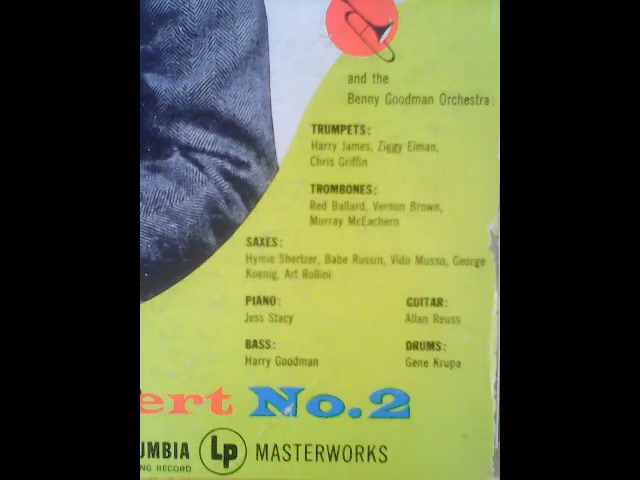 and the
Benny Goodman Orchestra:
TRUMPETS:
Harry James, Ziggy Elman,
Chris Griffin
TROMBONES:
Red Ballard, Vernon Brown,
Murray McEachern
SAXES:
Hymie Shertzer, Babe Russin, Vido Musso, George
Koenig, Art Rollini
PIANO:
Jess Stacy
GUITAR:
Allan Reuss
BASS:
Harry Goodman
DRUMS:
Gene Krupa
ert No.2
UMBIA Lp MASTERWORKS
NG RECORD